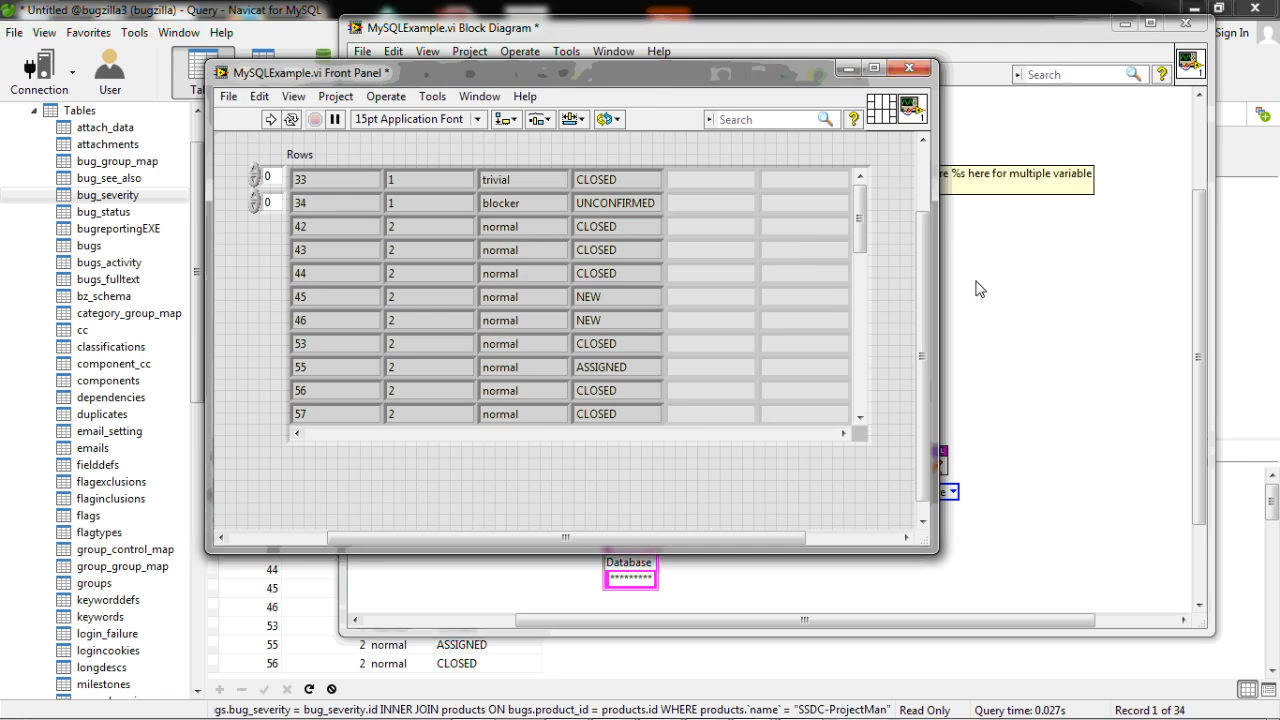 * Untitled @bugzilla3 (bugzilla) - Query - Navicat for MySQL
File View Favorites Tools Window Help
Sign In
Connection
User
MySQLExample.vi Block Diagram *
File Edit View Project Operate Tools Window Help
Search
1
MySQLExample.vi Front Panel *
File Edit View Project Operate Tools Window Help
15pt Application Font
Search
1
re %s here for multiple variable
Tables
attach_data
attachments
bug_group_map
bug_see_also
bug_severity
bug_status
bugreportingEXE
bugs
bugs_activity
bugs_fulltext
bz_schema
category_group_map
cc
classifications
component_cc
components
dependencies
duplicates
email_setting
emails
fielddefs
flagexclusions
flaginclusions
flags
flagtypes
group_control_map
group_group_map
groups
keyworddefs
keywords
login_failure
logincookies
longdescs
milestones
Rows
0
0
33 1 trivial CLOSED
34 1 blocker UNCONFIRMED
42 2 normal CLOSED
43 2 normal CLOSED
44 2 normal CLOSED
45 2 normal NEW
46 2 normal NEW
53 2 normal CLOSED
55 2 normal ASSIGNED
56 2 normal CLOSED
57 2 normal CLOSED
Database
*********
44
45
46
53
55 2 normal ASSIGNED
56 2 normal CLOSED
gs.bug_severity = bug_severity.id INNER JOIN products ON bugs.product_id = products.id WHERE products.`name` = "SSDC-ProjectMan'
Read Only
Query time: 0.027s
Record 1 of 34